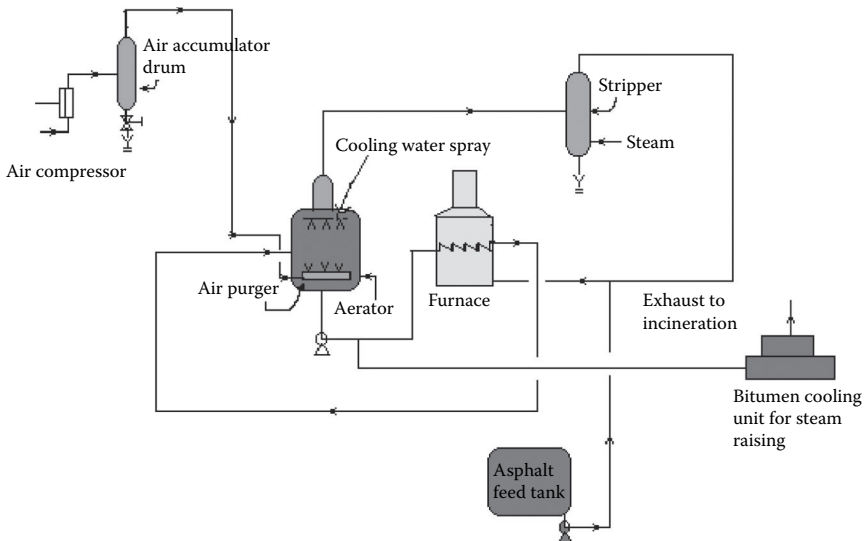 Air accumulator
drum
Air compressor
Cooling water spray
Stripper
Steam
Air purger
Aerator
Furnace
Exhaust to
incineration
Bitumen cooling
unit for steam
raising
Asphalt
feed tank